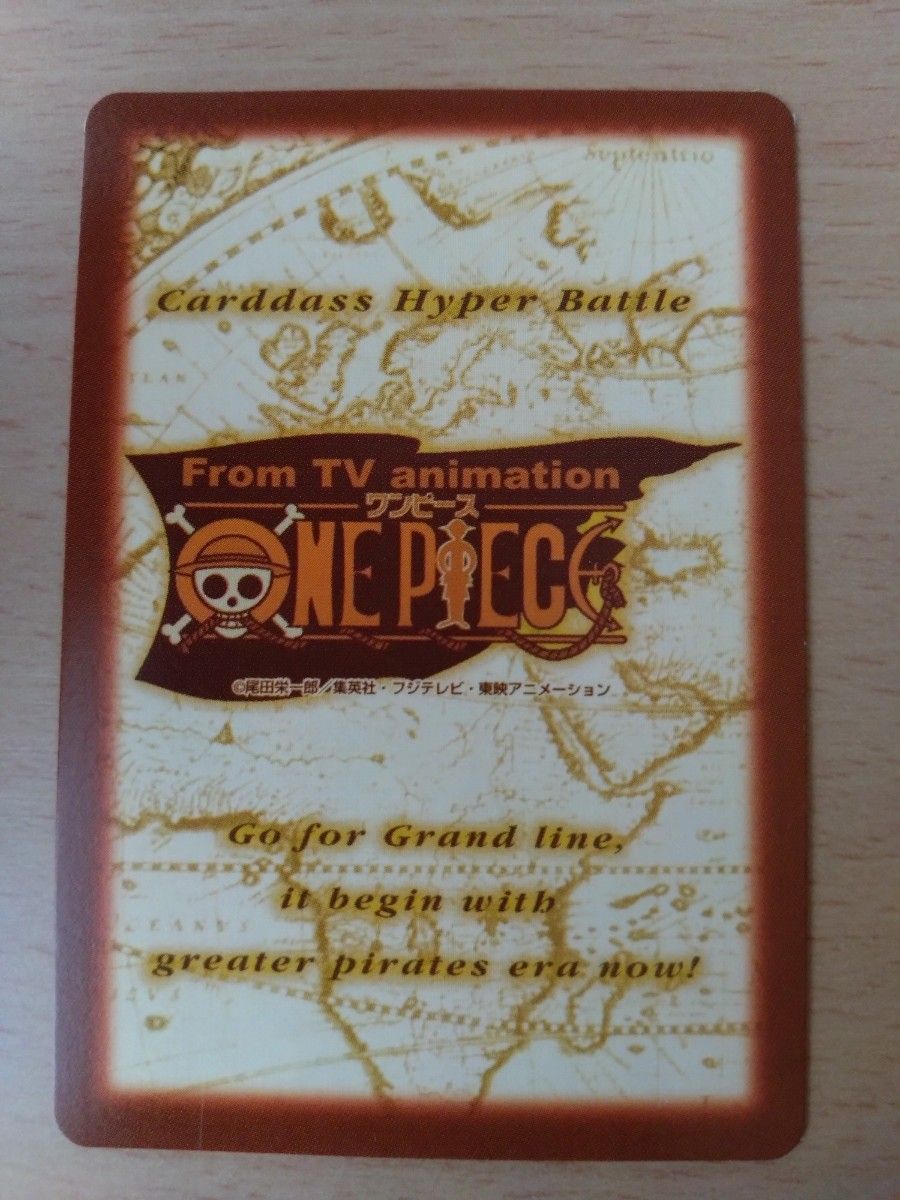 Septentrio
Carddass Hyper Battle
From TV animation
ワンピース
ONE PIECE
©尾田栄一郎／集英社・フジテレビ・東映アニメーション
Go for Grand line,
it begin with
greater pirates era now!